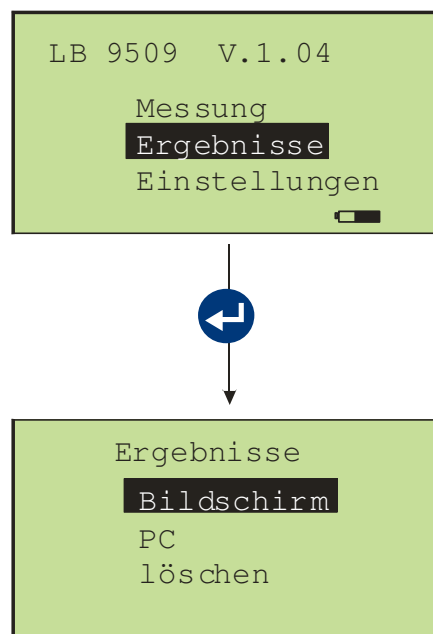 LB 9509 V.1.04
Messung
Ergebnisse
Einstellungen
Ergebnisse
Bildschirm
PC
löschen